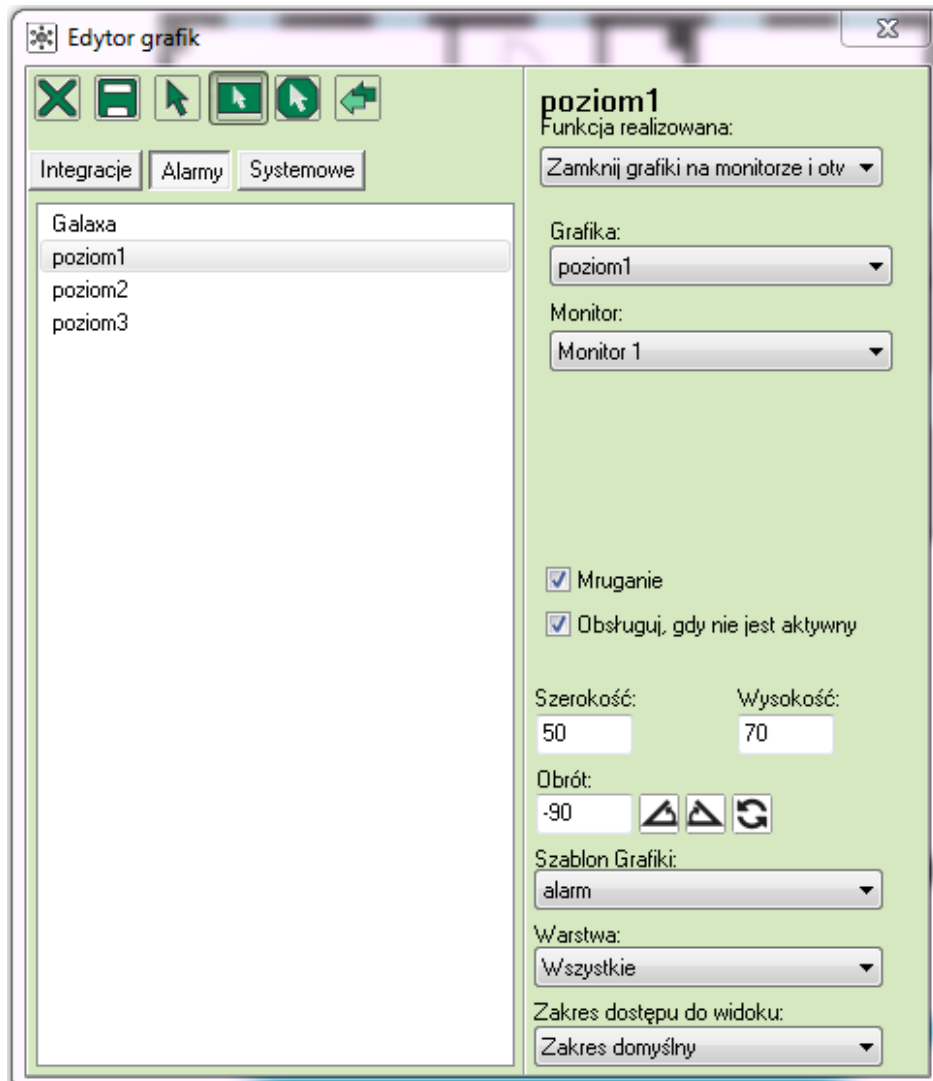 Edytor grafik
Integracje Alarmy Systemowe
Galaxa
poziom1
poziom2
poziom3
poziom1
Funkcja realizowana:
Zamknij grafiki na monitorze i otw
Grafika:
poziom1
Monitor:
Monitor 1
Mruganie
Obsługuj, gdy nie jest aktywny
Szerokość: Wysokość:
50 70
Obrót:
-90
Szablon Grafiki:
alarm
Warstwa:
Wszystkie
Zakres dostępu do widoku:
Zakres domyślny